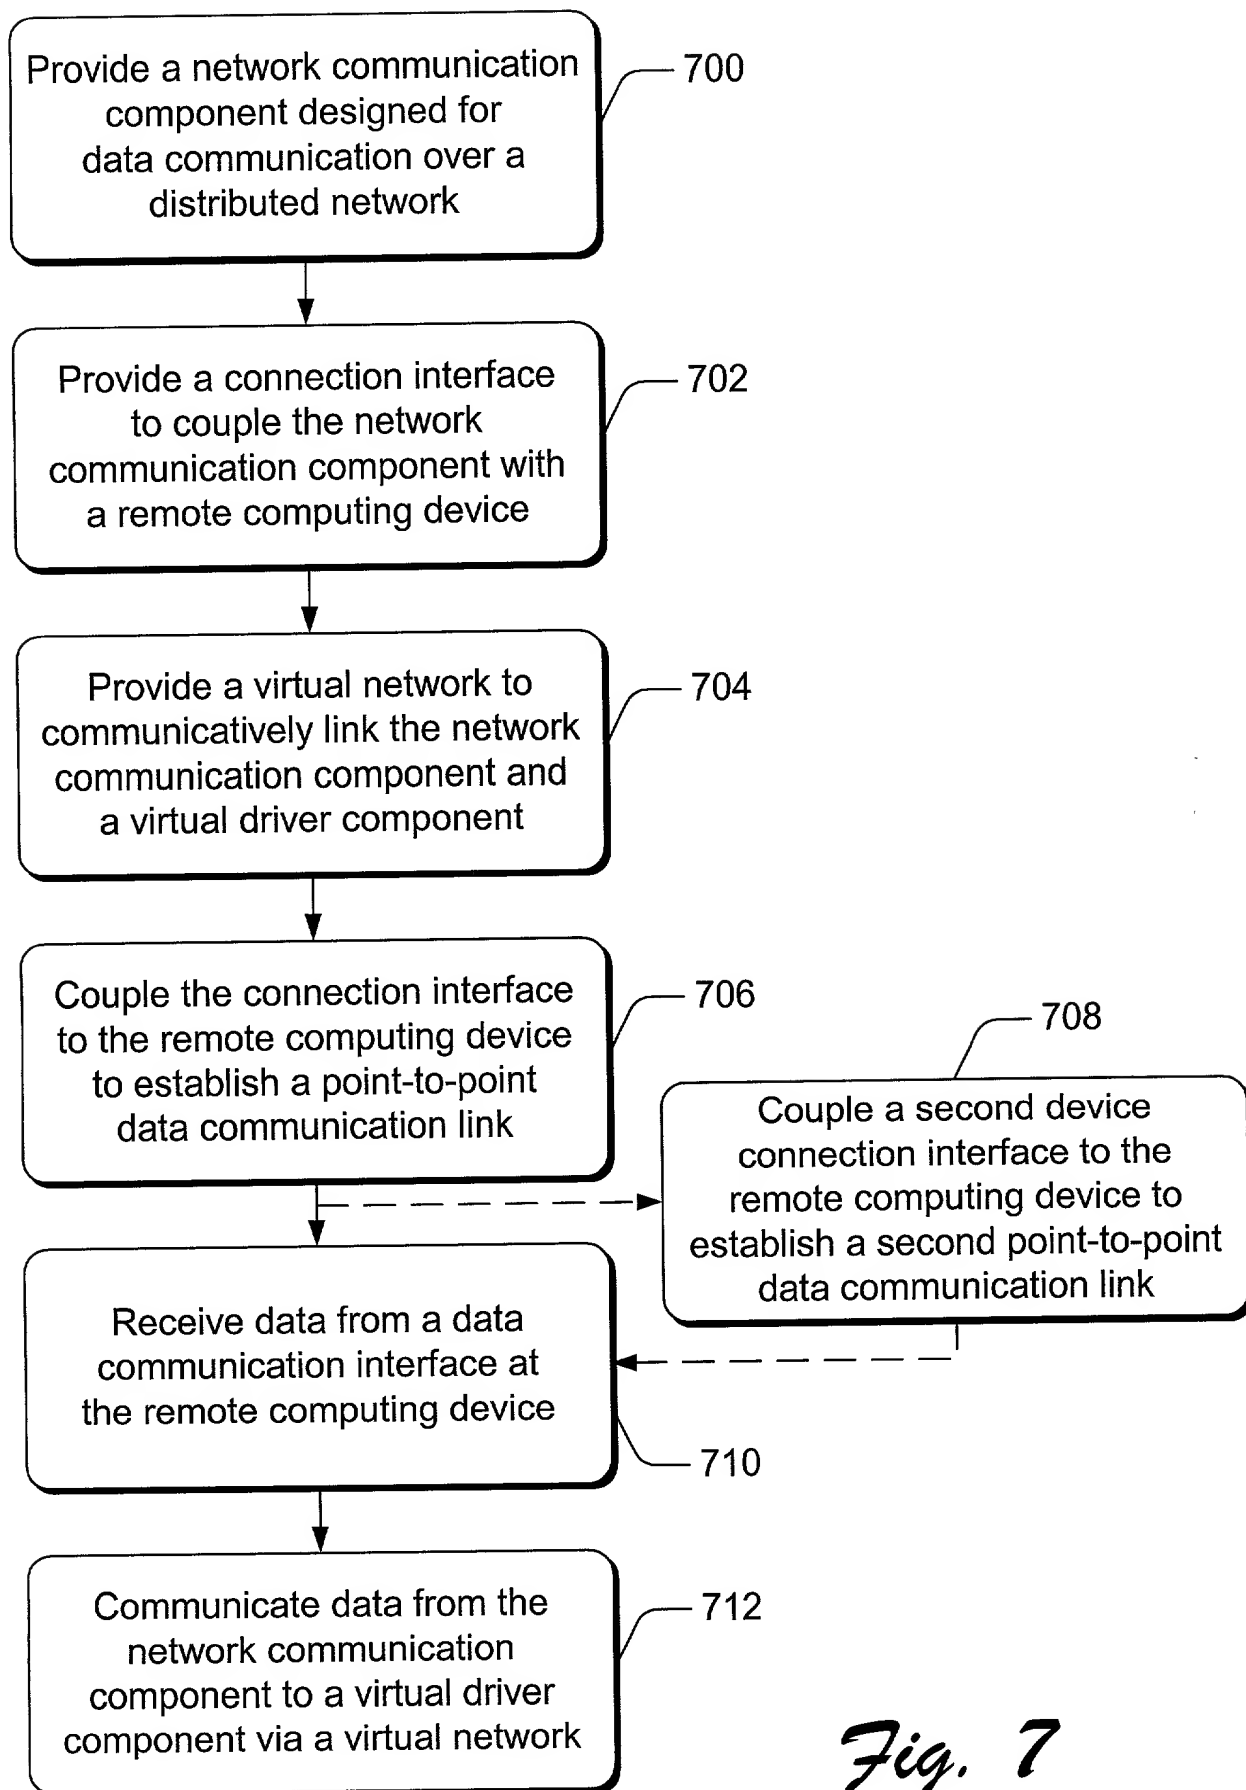 Provide a network communication
component designed for
data communication over a
distributed network
700
Provide a connection interface
to couple the network
communication component with
a remote computing device
702
Provide a virtual network to
communicatively link the network
communication component and
a virtual driver component
704
Couple the connection interface
to the remote computing device
to establish a point-to-point
data communication link
706
708
Couple a second device
connection interface to the
remote computing device to
establish a second point-to-point
data communication link
Receive data from a data
communication interface at
the remote computing device
710
Communicate data from the
network communication
component to a virtual driver
component via a virtual network
712
Fig. 7